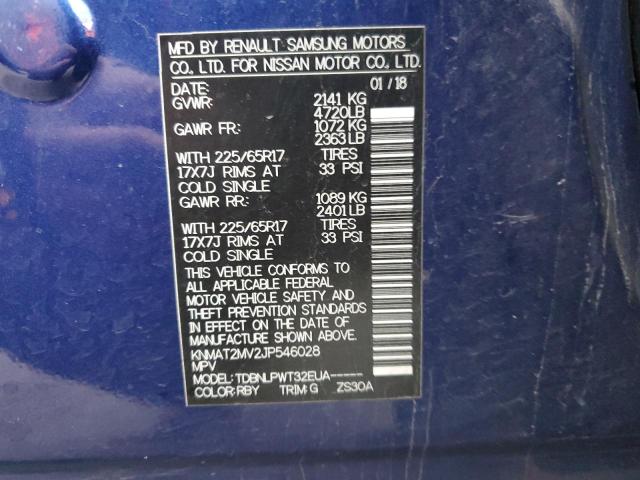 MFD BY RENAULT SAMSUNG MOTORS
CO., LTD. FOR NISSAN MOTOR CO., LTD.
DATE: 01 / 18
GVWR: 2141 KG
4720LB
GAWR FR: 1072 KG
2363 LB
WITH 225/65R17 TIRES
17X7J RIMS AT 33 PSI
COLD SINGLE
GAWR RR: 1089 KG
2401 LB
WITH 225/65R17 TIRES
17X7J RIMS AT 33 PSI
COLD SINGLE
THIS VEHICLE CONFORMS TO
ALL APPLICABLE FEDERAL
MOTOR VEHICLE SAFETY AND
THEFT PREVENTION STANDARDS
IN EFFECT ON THE DATE OF
MANUFACTURE SHOWN ABOVE.
KNMAT2MV2JP546028
MPV
MODEL: TDBNLPWT32EUA-----
COLOR: RBY TRIM: G ZS30A